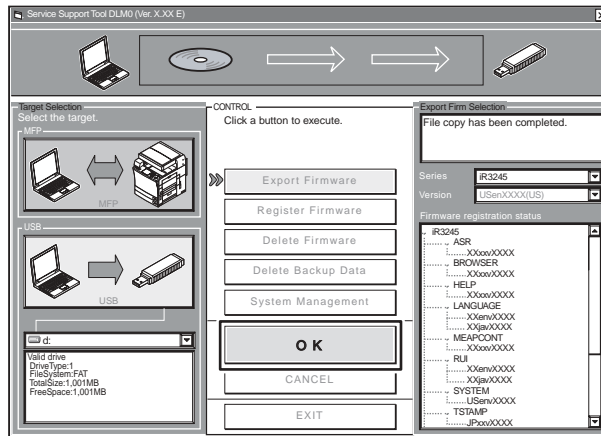 Service Support Tool DLM0 (Ver. X.XX E)
Target Selection
Select the target.
MFP
MFP
USB
USB
d:
Valid drive
DriveType:1
FileSystem:FAT
TotalSize:1,001MB
FreeSpace:1,001MB
CONTROL
Click a button to execute.
Export Firmware
Register Firmware
Delete Firmware
Delete Backup Data
System Management
OK
CANCEL
EXIT
Export Firm Selection
File copy has been completed.
Series iR3245
Version USenXXXX(US)
Firmware registration status
iR3245
ASR
XXxxvXXXX
BROWSER
XXxxvXXXX
HELP
XXxxvXXXX
LANGUAGE
XXenvXXXX
XXjavXXXX
MEAPCONT
XXxxvXXXX
RUI
XXenvXXXX
XXjavXXXX
SYSTEM
USenvXXXX
TSTAMP
JPxxvXXXX